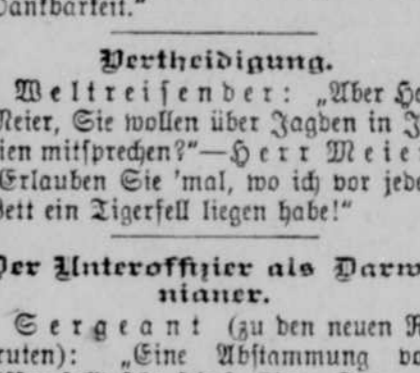 Dankbarkeit.“
Vertheidigung.
Weltreisender: „Aber He
Meier, Sie wollen über Jagden in J
ien mitsprechen?“—Herr Meie
Erlauben Sie 'mal, wo ich vor jede
Bett ein Tigerfell liegen habe!“
Der Unteroffizier als Darw
nianer.
Sergeant (zu den neuen R
ruten): „Eine Abstammung vo